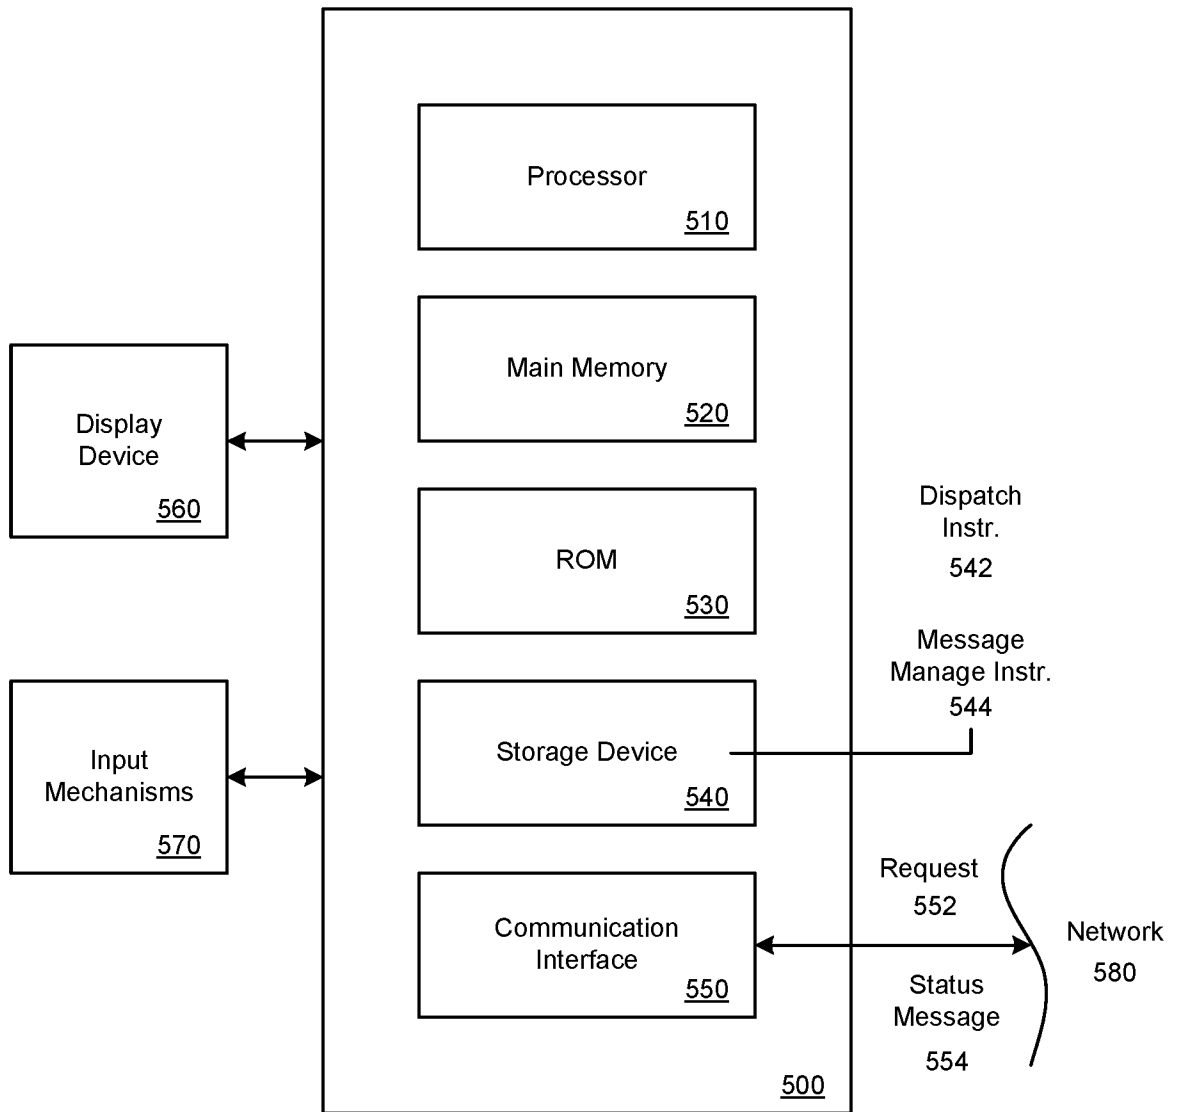 Processor
510
Main Memory
520
Display
Device
560
ROM
530
Dispatch
Instr.
542
Message
Manage Instr.
544
Storage Device
540
Input
Mechanisms
570
Request
552
Communication
Interface
550
Network
580
Status
Message
554
500